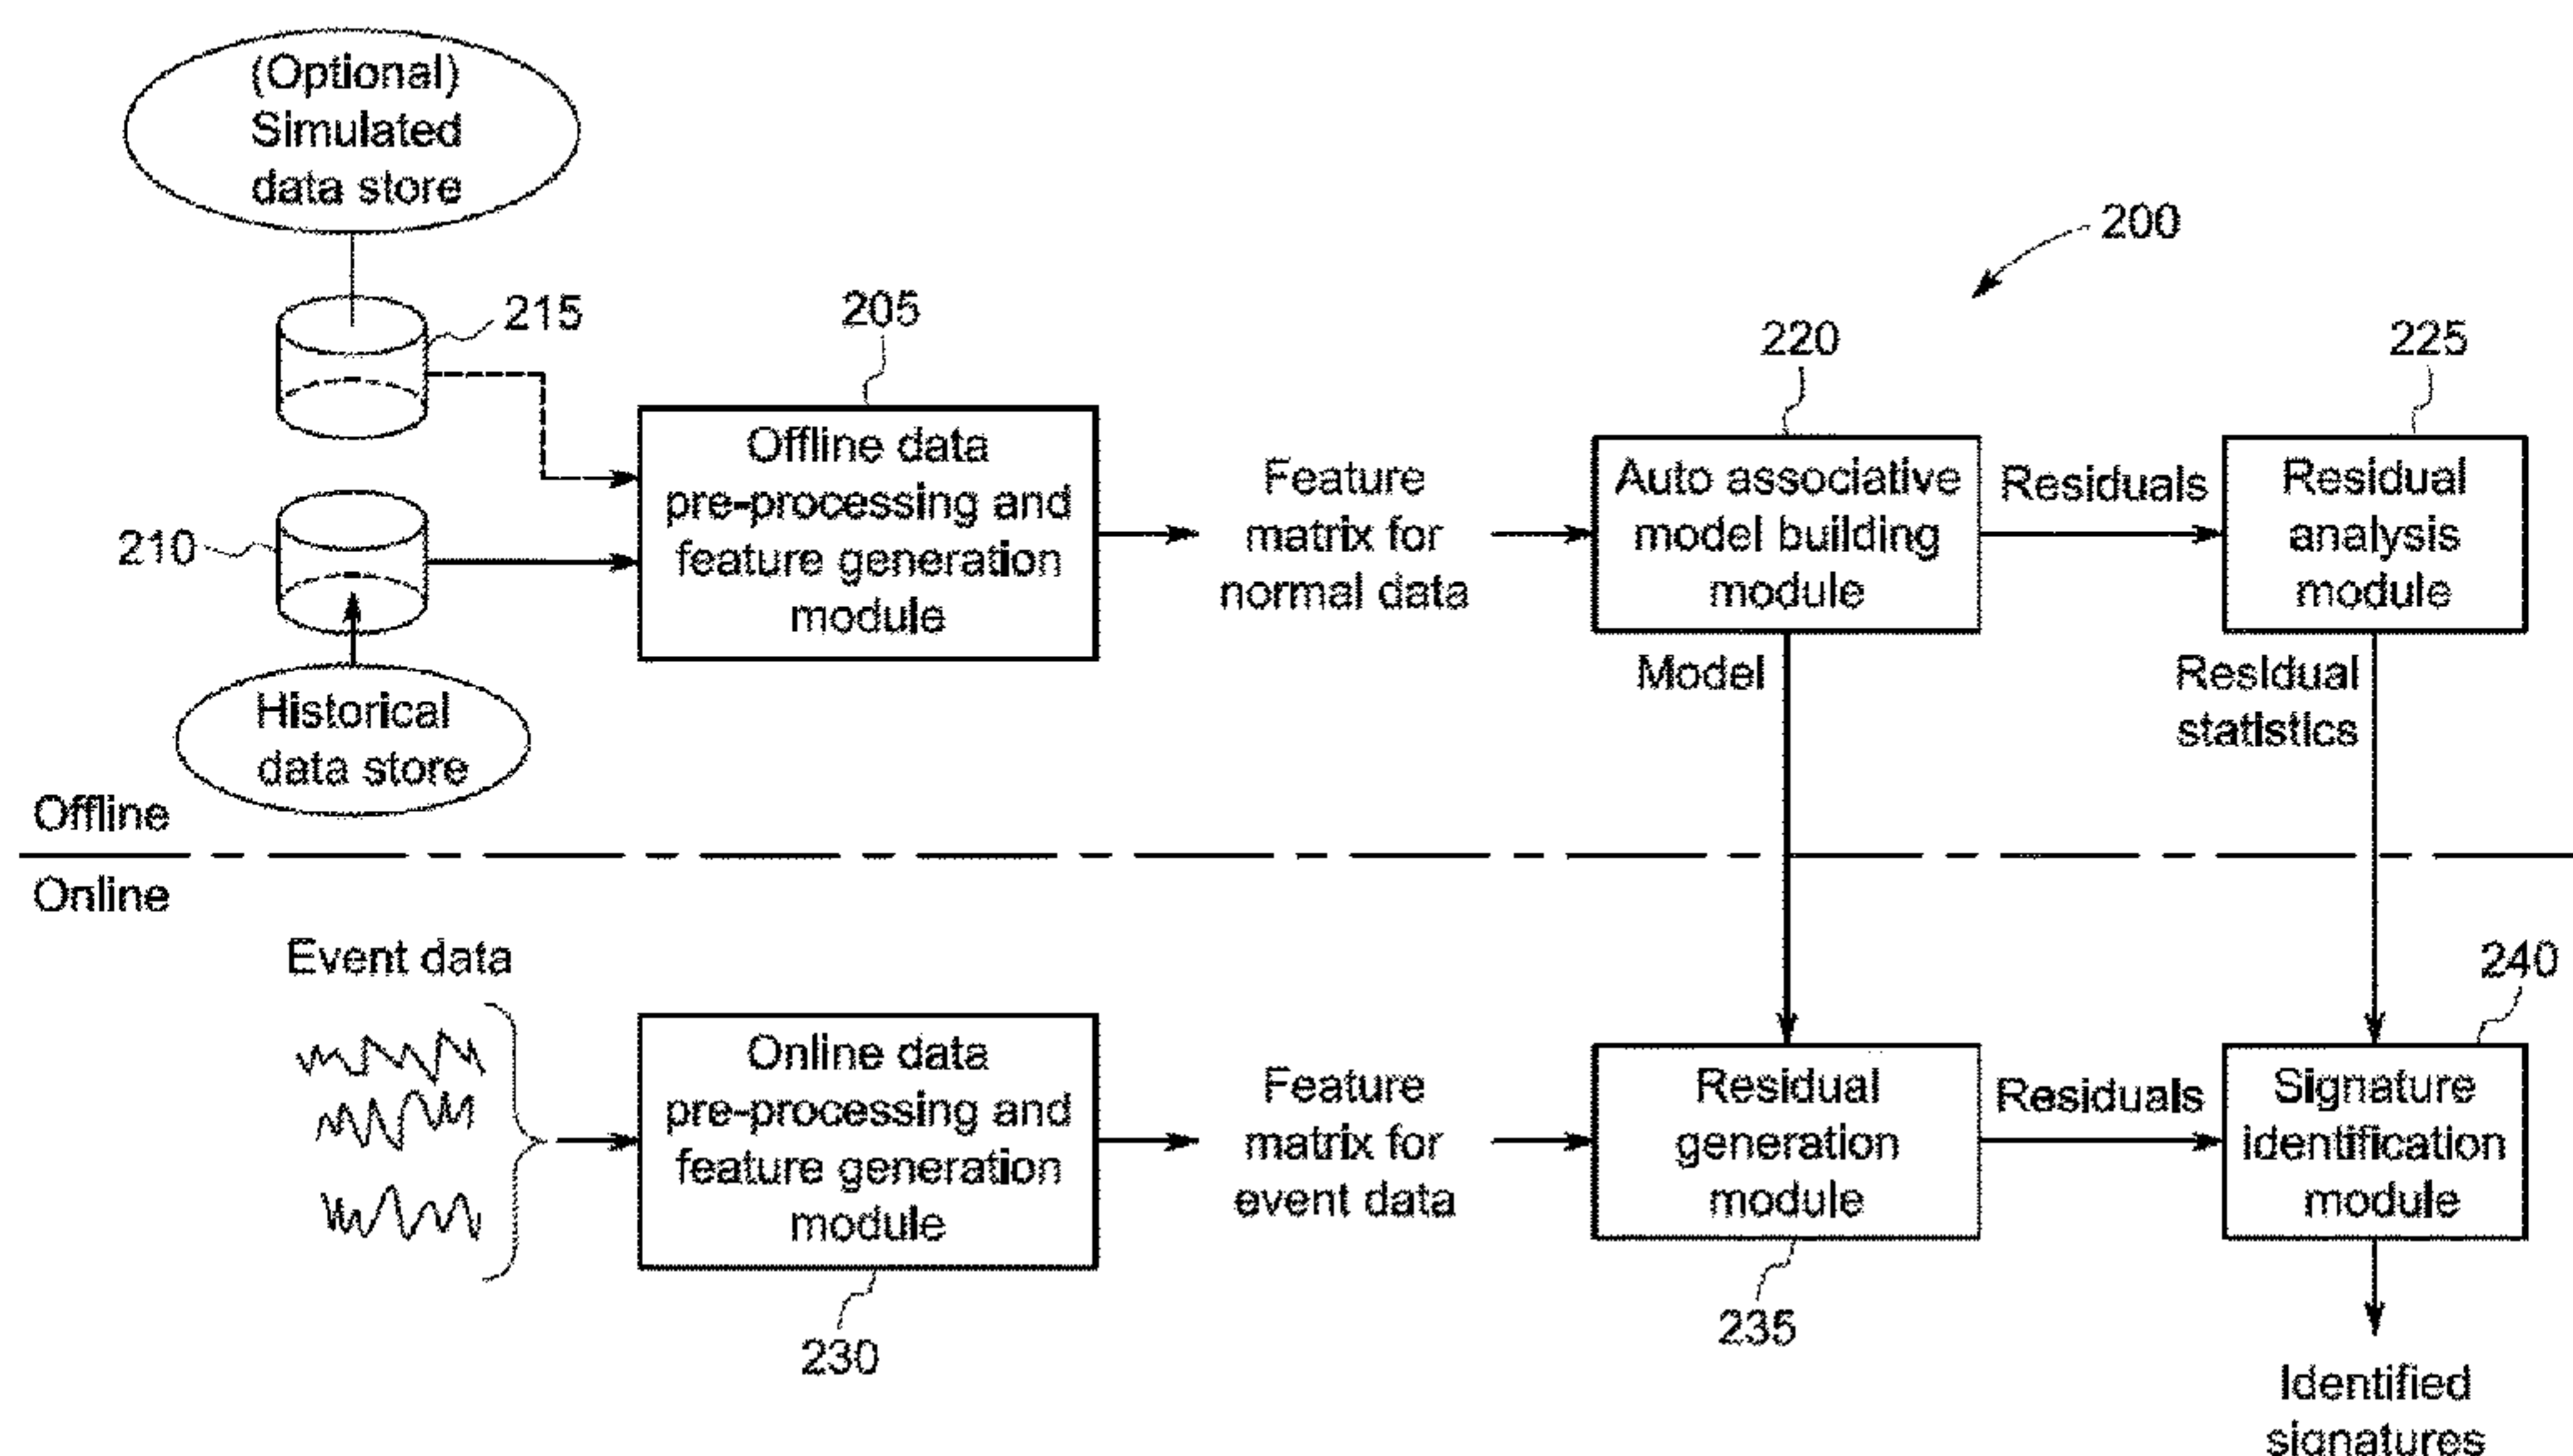 (Optional)
Simulated
data store
200
215
205
220
225
Offline data
pre-processing and
feature generation
module
Feature
matrix for
normal data
Auto associative
model building
module
Residuals
Residual
analysis
module
210
Model
Residual
statistics
Historical
data store
Offline
Online
Event data
240
Online data
pre-processing and
feature generation
module
Feature
matrix for
event data
Residual
generation
module
Residuals
Signature
identification
module
230
235
Identified
signatures